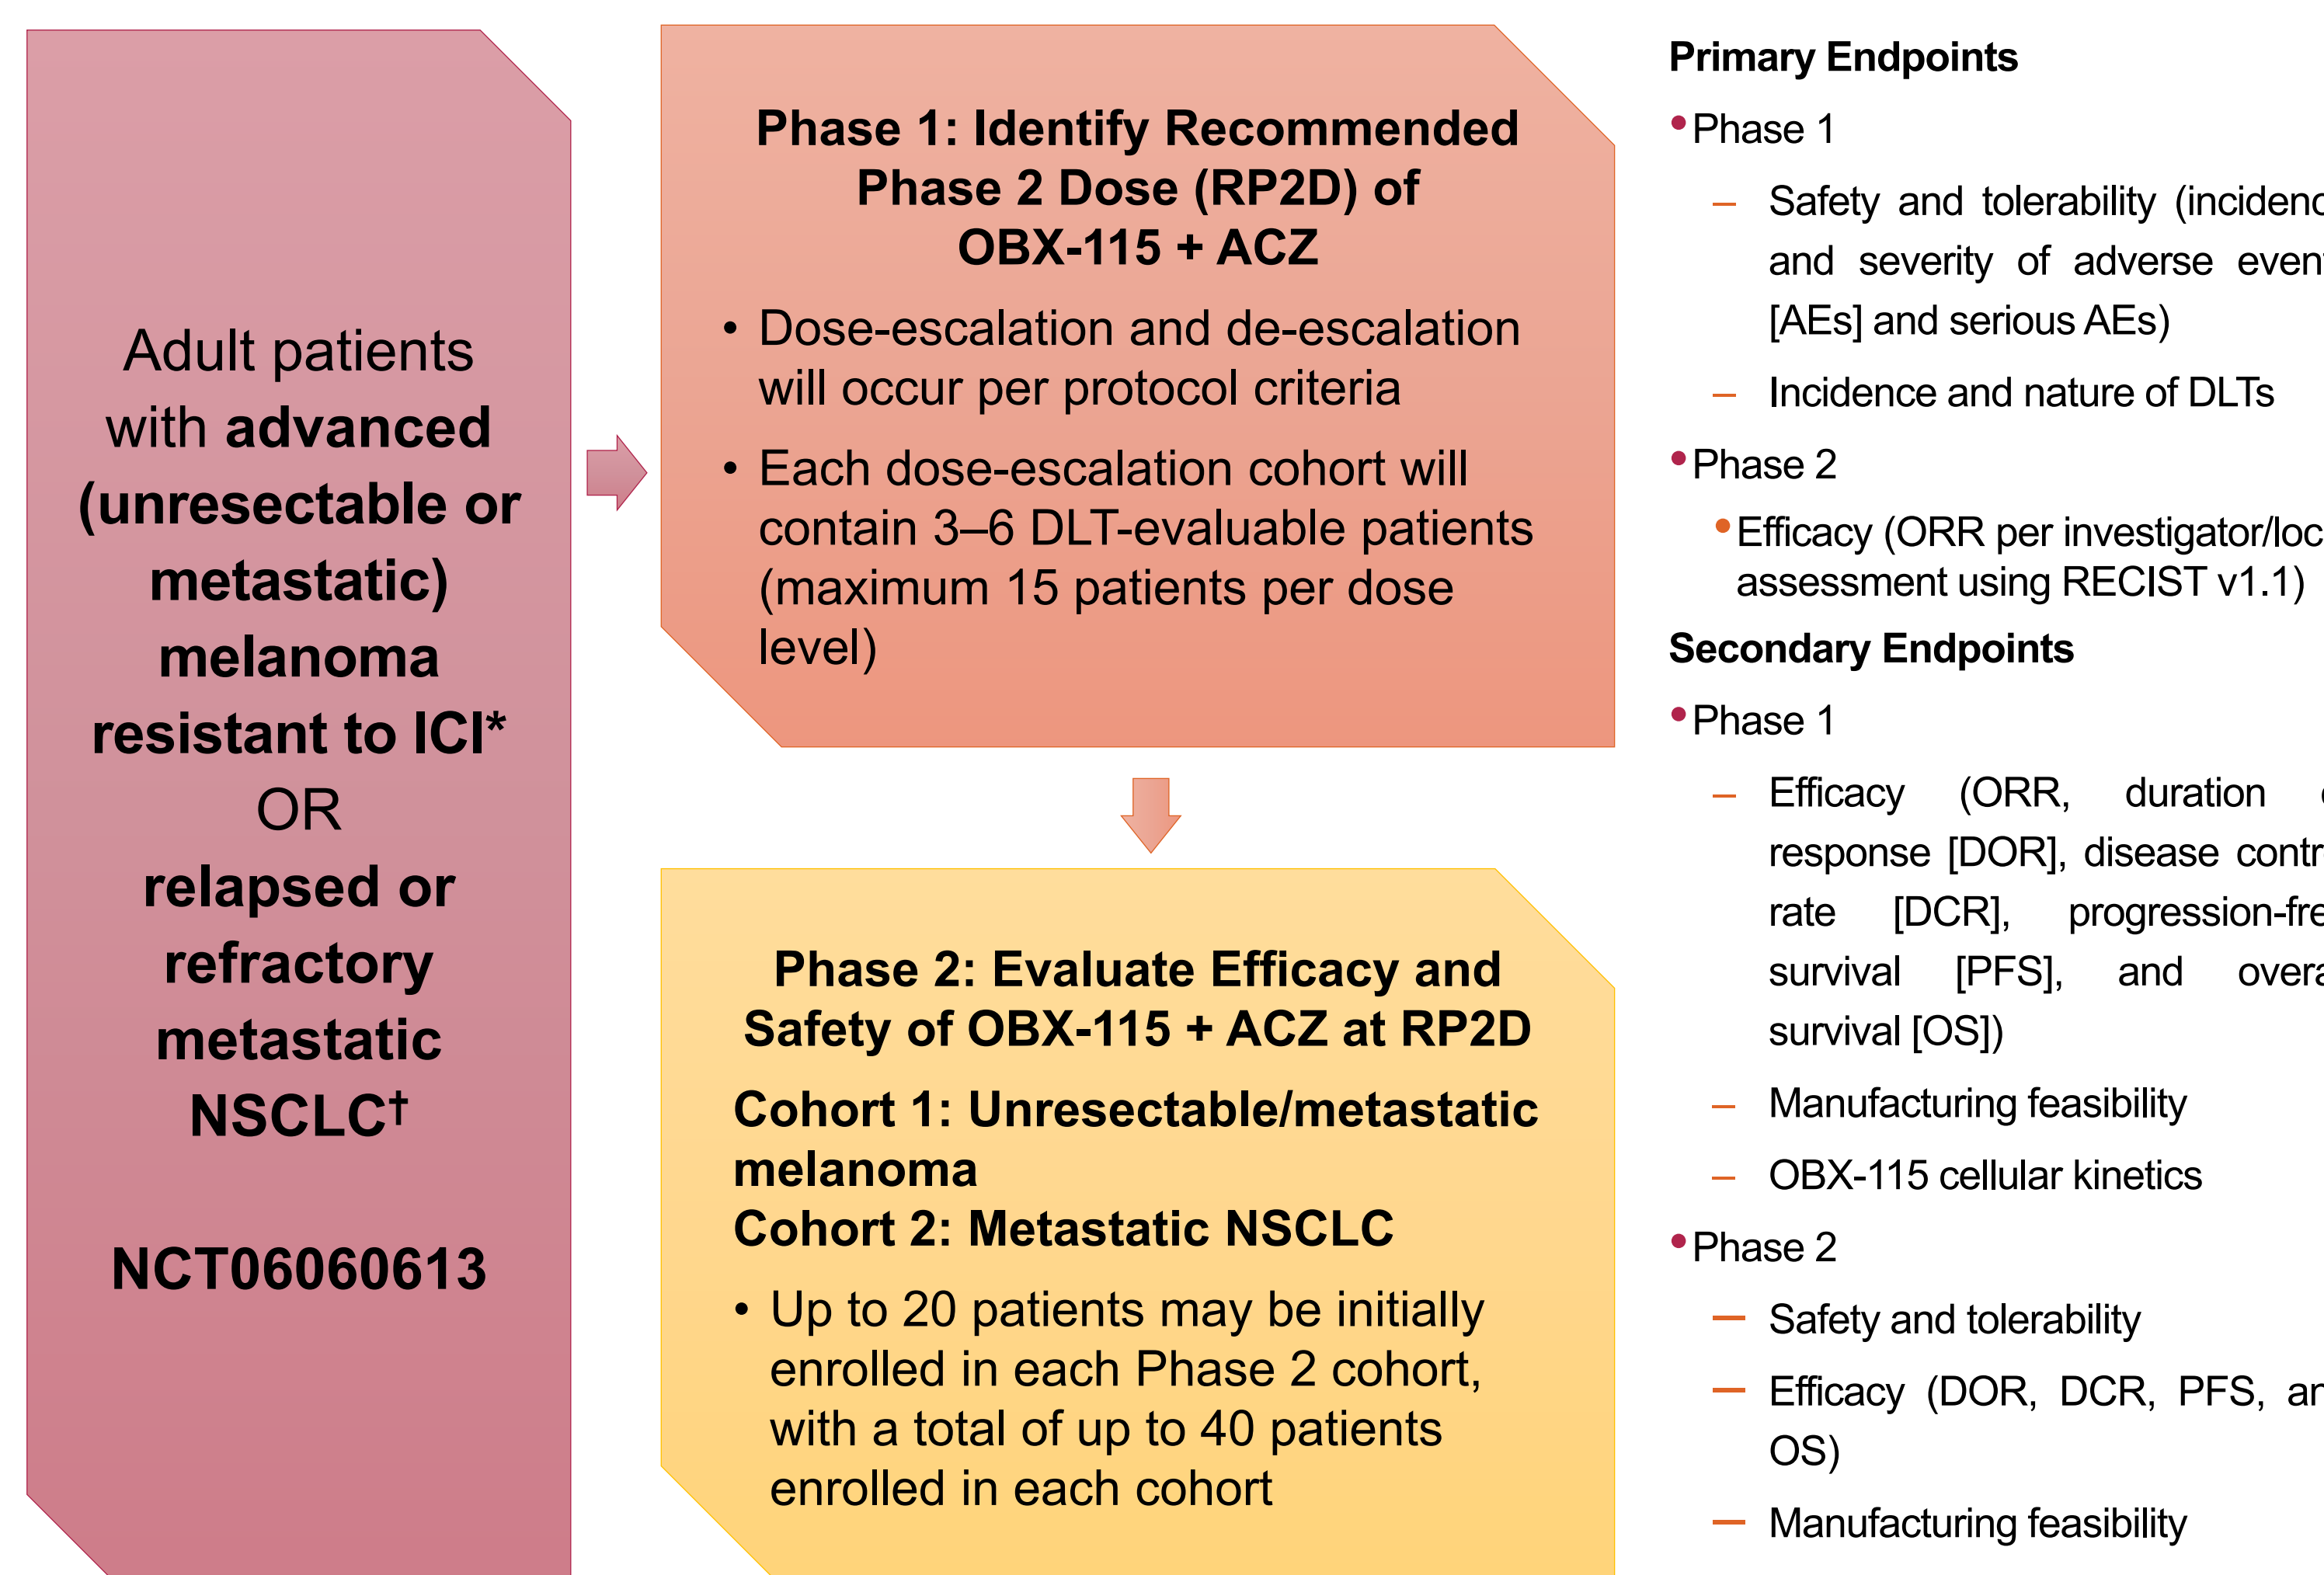 Adult patients
with advanced
(unresectable or
metastatic)
melanoma
resistant to ICI*
OR
relapsed or
refractory
metastatic
NSCLC†
NCT06060613
Phase 1: Identify Recommended
Phase 2 Dose (RP2D) of
OBX-115 + ACZ
• Dose-escalation and de-escalation
will occur per protocol criteria
• Each dose-escalation cohort will
contain 3–6 DLT-evaluable patients
(maximum 15 patients per dose
level)
Phase 2: Evaluate Efficacy and
Safety of OBX-115 + ACZ at RP2D
Cohort 1: Unresectable/metastatic
melanoma
Cohort 2: Metastatic NSCLC
• Up to 20 patients may be initially
enrolled in each Phase 2 cohort,
with a total of up to 40 patients
enrolled in each cohort
Primary Endpoints
• Phase 1
– Safety and tolerability (incidenc
and severity of adverse even
[AEs] and serious AEs)
– Incidence and nature of DLTs
• Phase 2
• Efficacy (ORR per investigator/loc
assessment using RECIST v1.1)
Secondary Endpoints
• Phase 1
– Efficacy (ORR, duration
response [DOR], disease contr
rate [DCR], progression-fre
survival [PFS], and overa
survival [OS])
– Manufacturing feasibility
– OBX-115 cellular kinetics
• Phase 2
– Safety and tolerability
– Efficacy (DOR, DCR, PFS, an
OS)
– Manufacturing feasibility